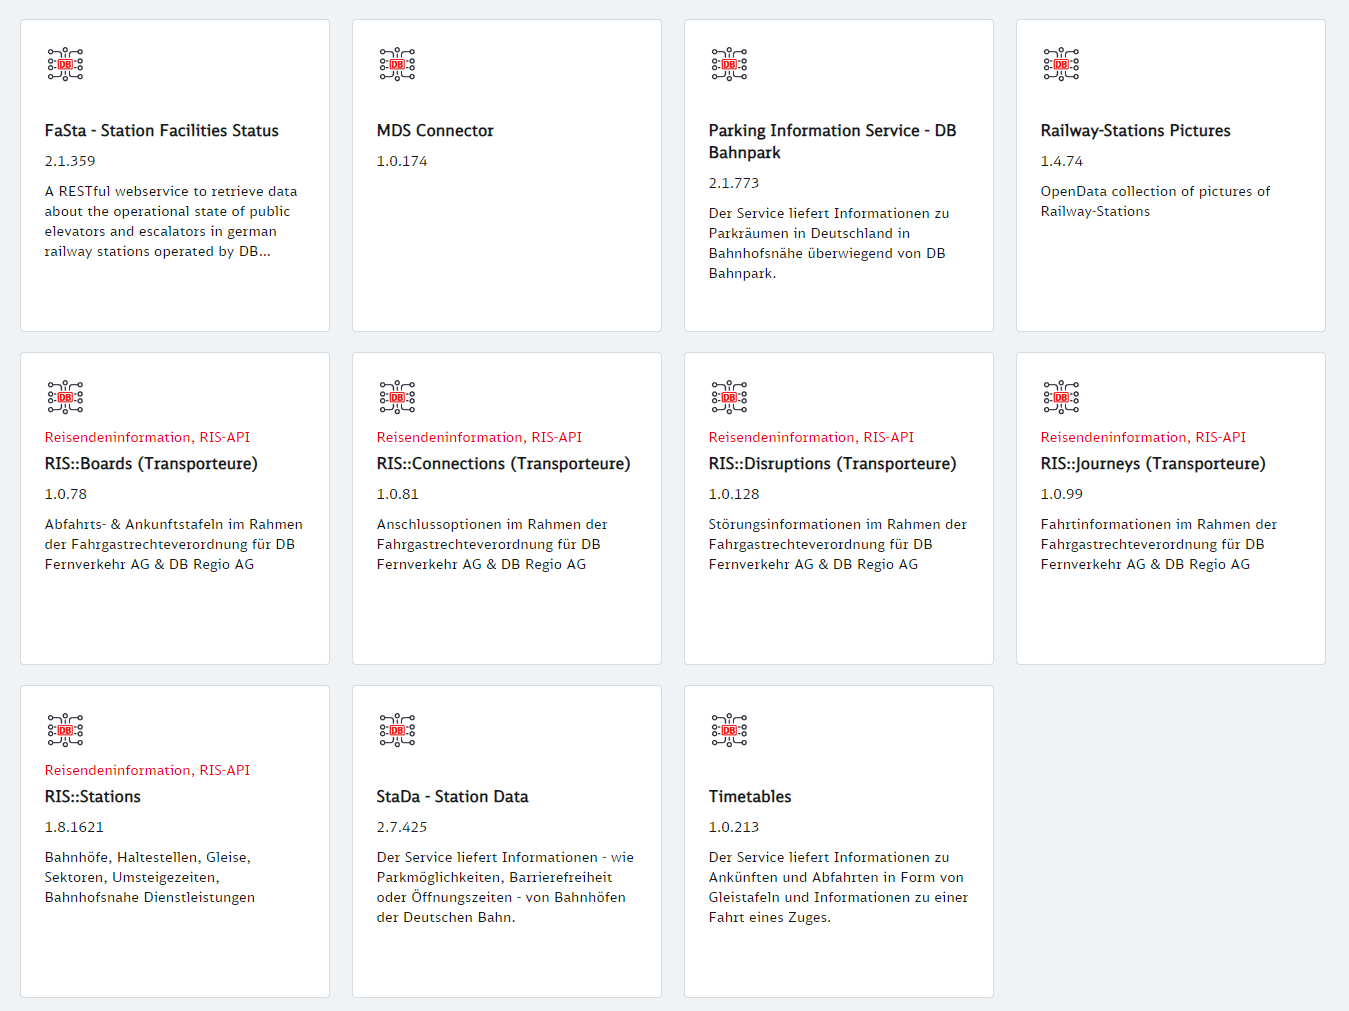 DB
FaSta - Station Facilities Status
2.1.359
A RESTful webservice to retrieve data
about the operational state of public
elevators and escalators in german
railway stations operated by DB...
DB
MDS Connector
1.0.174
DB
Parking Information Service - DB
Bahnpark
2.1.773
Der Service liefert Informationen zu
Parkräumen in Deutschland in
Bahnhofsnähe überwiegend von DB
Bahnpark.
DB
Railway-Stations Pictures
1.4.74
OpenData collection of pictures of
Railway-Stations
DB
Reisendeninformation, RIS-API
RIS::Boards (Transporteure)
1.0.78
Abfahrts- & Ankunftstafeln im Rahmen
der Fahrgastrechteverordnung für DB
Fernverkehr AG & DB Regio AG
DB
Reisendeninformation, RIS-API
RIS::Connections (Transporteure)
1.0.81
Anschlussoptionen im Rahmen der
Fahrgastrechteverordnung für DB
Fernverkehr AG & DB Regio AG
DB
Reisendeninformation, RIS-API
RIS::Disruptions (Transporteure)
1.0.128
Störungsinformationen im Rahmen der
Fahrgastrechteverordnung für DB
Fernverkehr AG & DB Regio AG
DB
Reisendeninformation, RIS-API
RIS::Journeys (Transporteure)
1.0.99
Fahrtinformationen im Rahmen der
Fahrgastrechteverordnung für DB
Fernverkehr AG & DB Regio AG
DB
Reisendeninformation, RIS-API
RIS::Stations
1.8.1621
Bahnhöfe, Haltestellen, Gleise,
Sektoren, Umsteigezeiten,
Bahnhofsnahe Dienstleistungen
DB
StaDa - Station Data
2.7.425
Der Service liefert Informationen - wie
Parkmöglichkeiten, Barrierefreiheit
oder Öffnungszeiten - von Bahnhöfen
der Deutschen Bahn.
DB
Timetables
1.0.213
Der Service liefert Informationen zu
Ankünften und Abfahrten in Form von
Gleistafeln und Informationen zu einer
Fahrt eines Zuges.